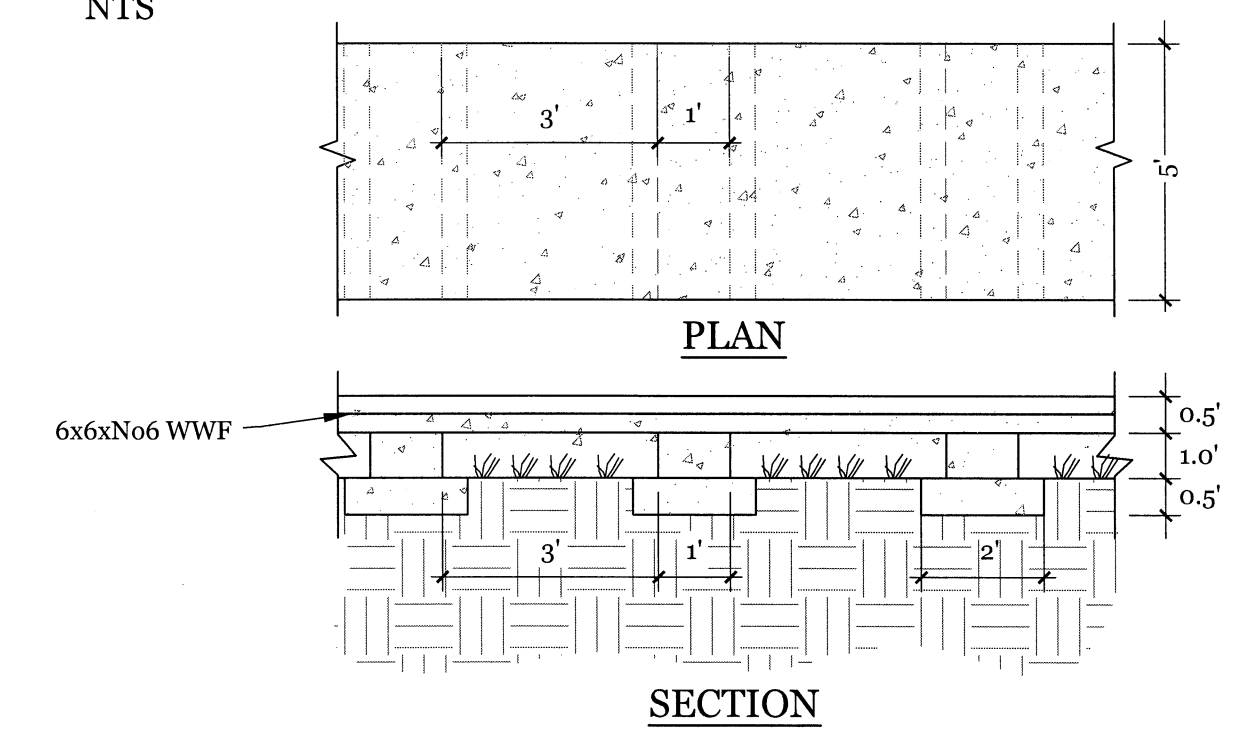 NTS
3' 1'
5'
PLAN
6x6xNo6 WWF
0.5'
1.0'
0.5'
3' 1' 2'
SECTION